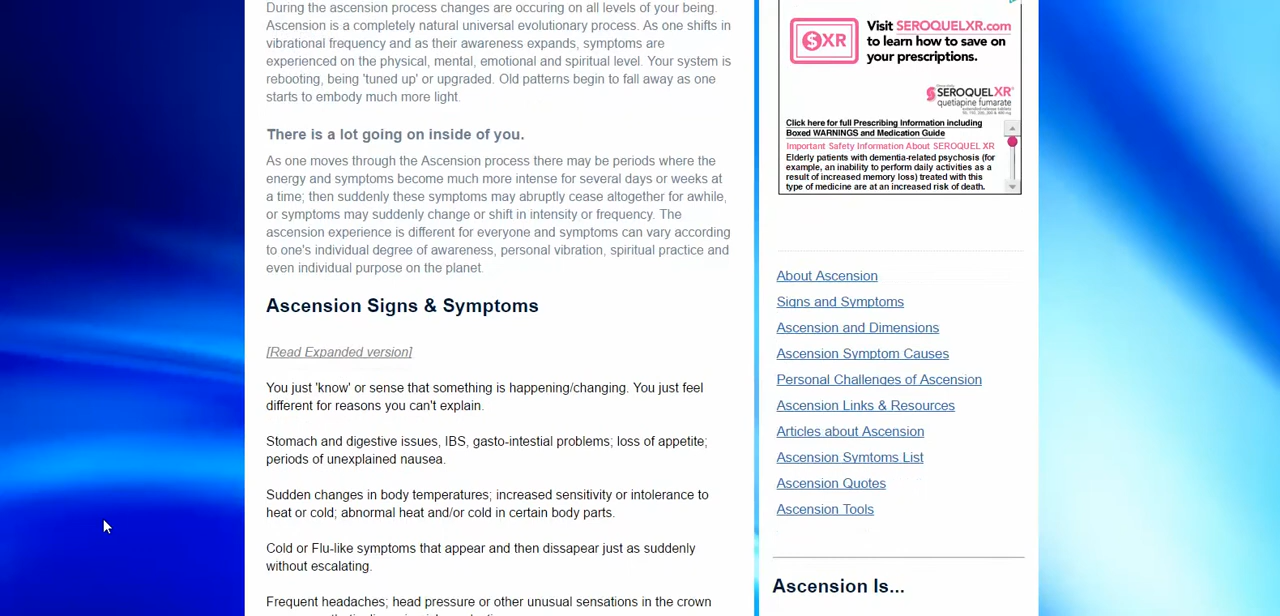 During the ascension process changes are occuring on all levels of your being.
Ascension is a completely natural universal evolutionary process. As one shifts in
vibrational frequency and as their awareness expands, symptoms are
experienced on the physical, mental, emotional and spiritual level. Your system is
rebooting, being 'tuned up' or upgraded. Old patterns begin to fall away as one
starts to embody much more light.
There is a lot going on inside of you.
As one moves through the Ascension process there may be periods where the
energy and symptoms become much more intense for several days or weeks at
a time; then suddenly these symptoms may abruptly cease altogether for awhile,
or symptoms may suddenly change or shift in intensity or frequency. The
ascension experience is different for everyone and symptoms can vary according
to one's individual degree of awareness, personal vibration, spiritual practice and
even individual purpose on the planet.
Ascension Signs & Symptoms
[Read Expanded version]
You just 'know' or sense that something is happening/changing. You just feel
different for reasons you can't explain.
Stomach and digestive issues, IBS, gasto-intestial problems; loss of appetite;
periods of unexplained nausea.
Sudden changes in body temperatures; increased sensitivity or intolerance to
heat or cold; abnormal heat and/or cold in certain body parts.
Cold or Flu-like symptoms that appear and then dissapear just as suddenly
without escalating.
Frequent headaches; head pressure or other unusual sensations in the crown
$XR
Visit SEROQUELXR.com
to learn how to save on
your prescriptions.
SEROQUEL XR
quetiapine fumarate
Click here for full Prescribing Information including
Boxed WARNINGS and Medication Guide
Important Safety Information About SEROQUEL XR
Elderly patients with dementia-related psychosis (for
example, an inability to perform daily activities as a
result of increased memory loss) treated with this
type of medicine are at an increased risk of death.
About Ascension
Signs and Symptoms
Ascension and Dimensions
Ascension Symptom Causes
Personal Challenges of Ascension
Ascension Links & Resources
Articles about Ascension
Ascension Symtoms List
Ascension Quotes
Ascension Tools
Ascension Is...